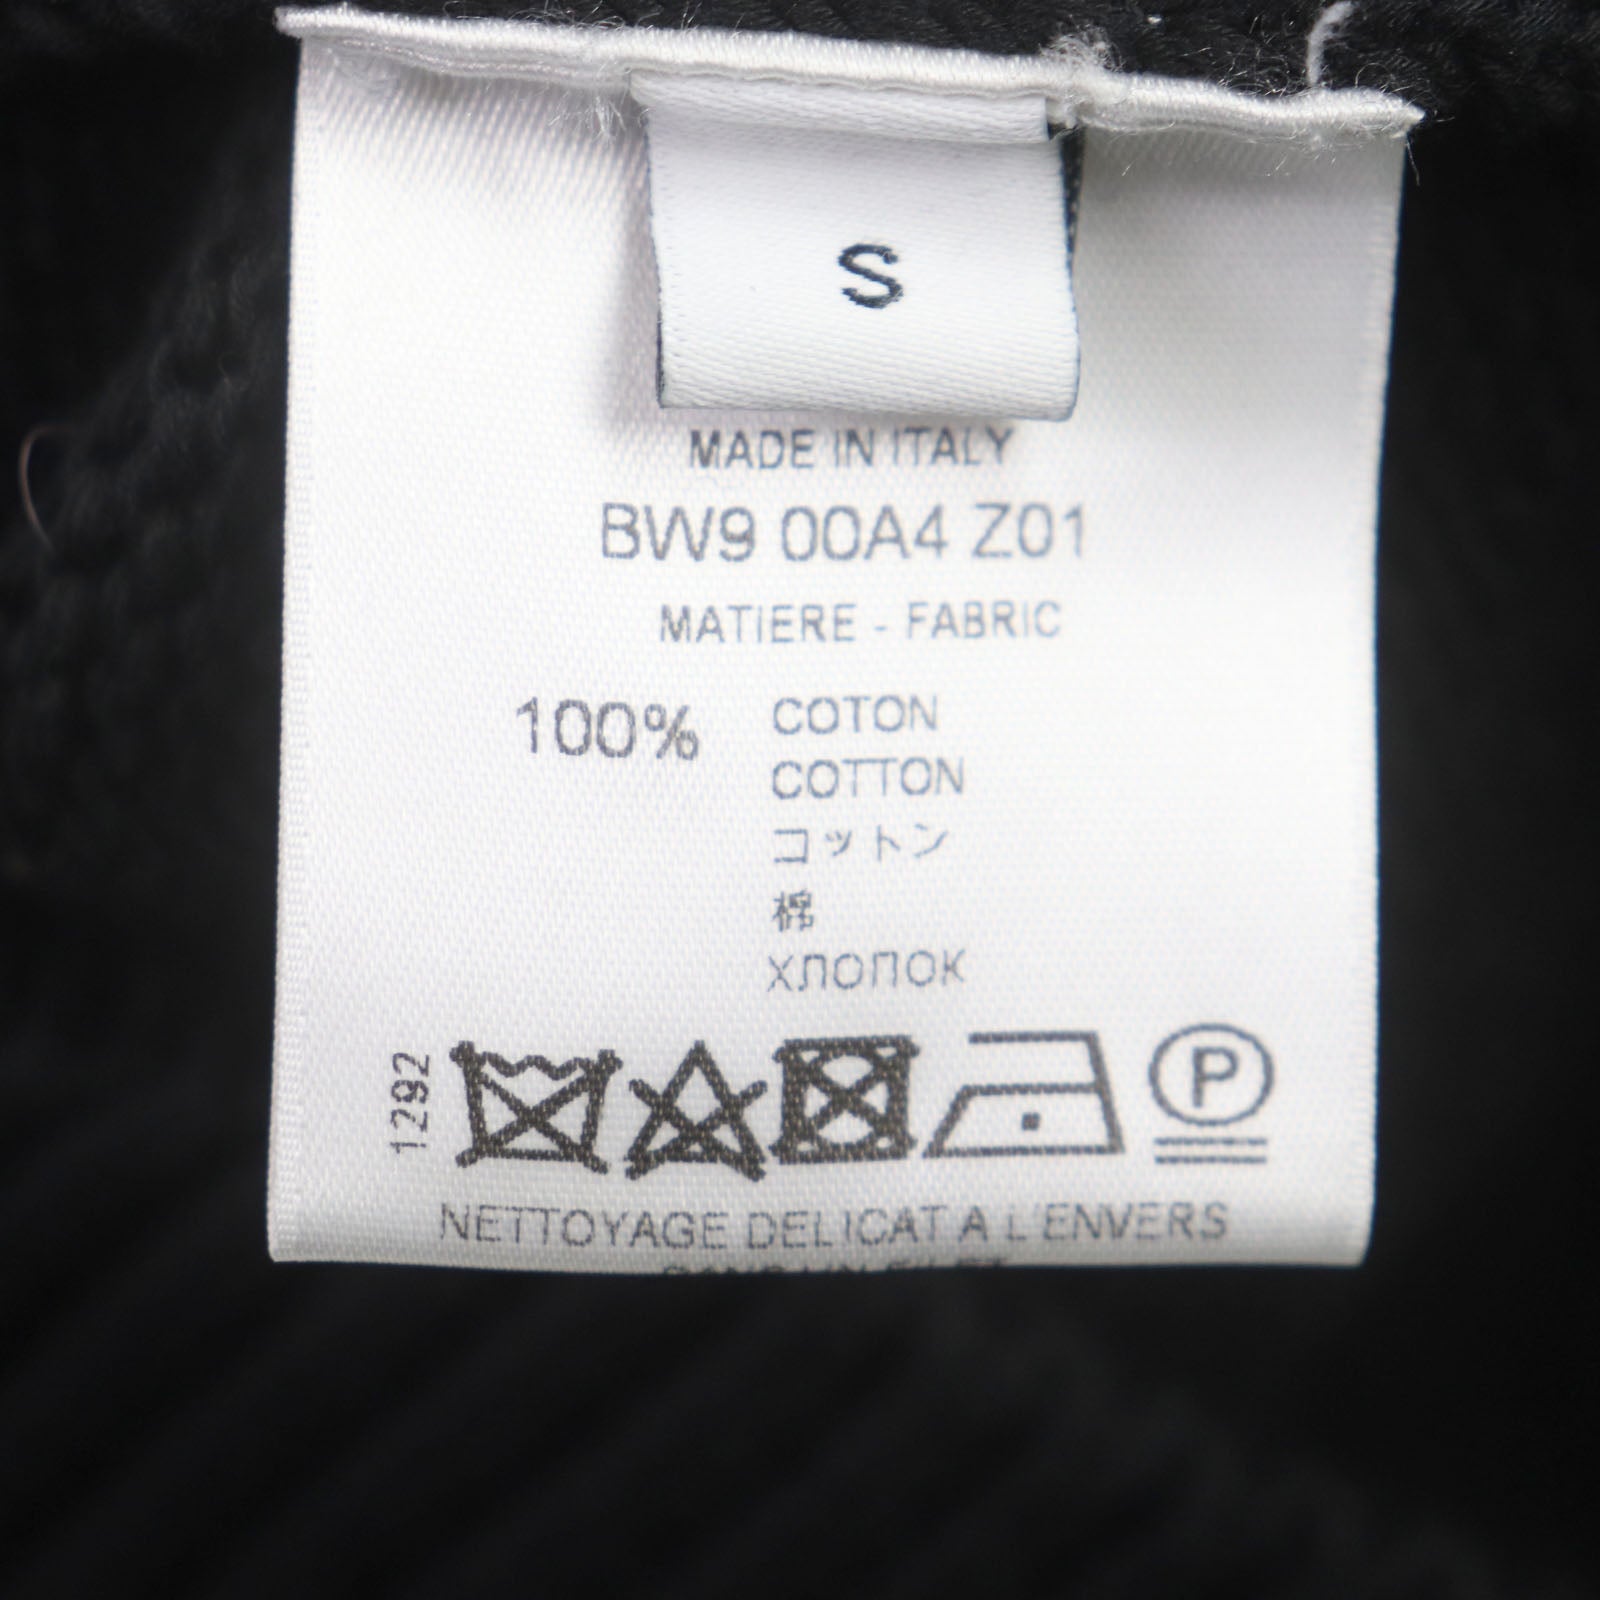 S
MADE IN ITALY
BW9 00A4 Z01
MATIERE - FABRIC
100% COTON
COTTON
コットン
棉
ХЛОПОК
1292
P
NETTOYAGE DELICAT A L'ENVERS